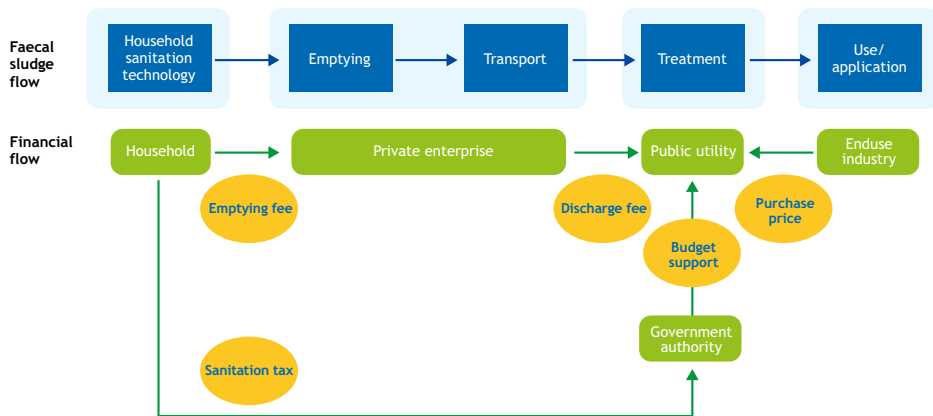 Faecal
sludge
flow
Household
sanitation
technology
Emptying
Transport
Treatment
Use/
application
Financial
flow
Household
Private enterprise
Public utility
Enduse
industry
Emptying fee
Discharge fee
Purchase
price
Budget
support
Government
authority
Sanitation tax